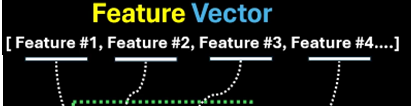 Feature Vector
[ Feature #1, Feature #2, Feature #3, Feature #4....]